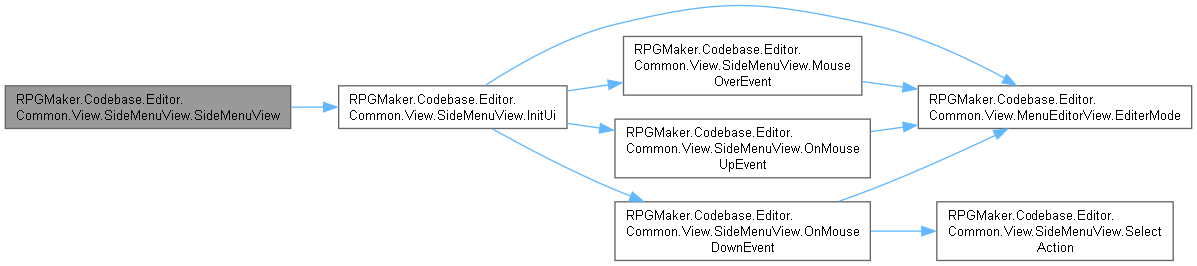 RPGMaker.Codebase.Editor.
Common.View.SideMenuView.SideMenuView
RPGMaker.Codebase.Editor.
Common.View.SideMenuView.InitUi
RPGMaker.Codebase.Editor.
Common.View.SideMenuView.Mouse
OverEvent
RPGMaker.Codebase.Editor.
Common.View.SideMenuView.OnMouse
UpEvent
RPGMaker.Codebase.Editor.
Common.View.SideMenuView.OnMouse
DownEvent
RPGMaker.Codebase.Editor.
Common.View.MenuEditorView.EditerMode
RPGMaker.Codebase.Editor.
Common.View.SideMenuView.Select
Action